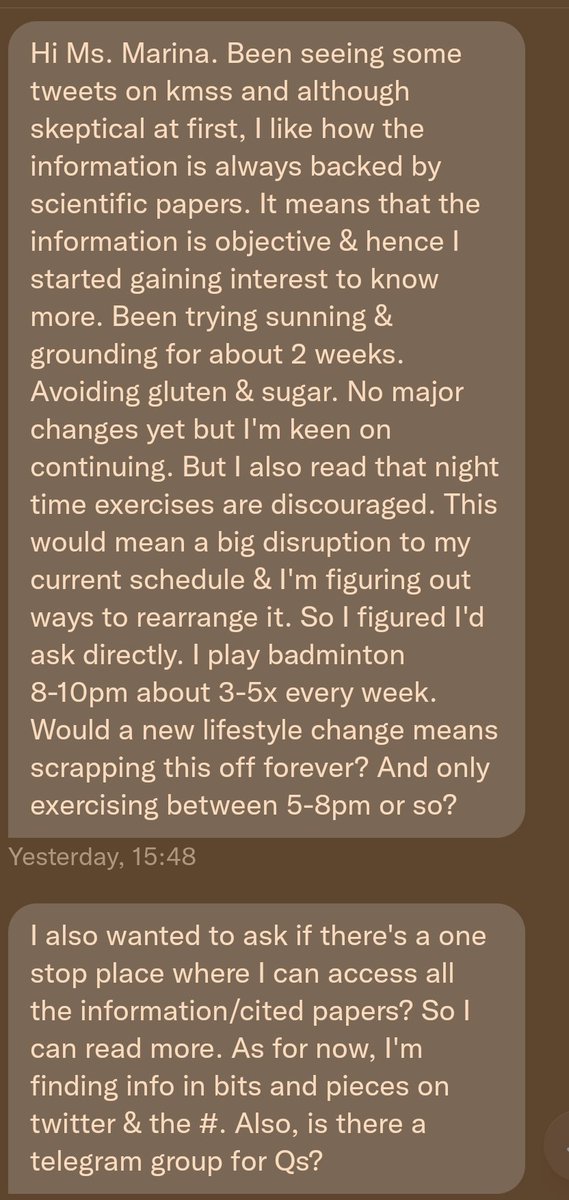 Hi Ms. Marina. Been seeing some
tweets on kmss and although
skeptical at first, I like how the
information is always backed by
scientific papers. It means that the
information is objective & hence I
started gaining interest to know
more. Been trying sunning &
grounding for about 2 weeks.
Avoiding gluten & sugar. No major
changes yet but I'm keen on
continuing. But I also read that night
time exercises are discouraged. This
would mean a big disruption to my
current schedule & I'm figuring out
ways to rearrange it. So I figured I'd
ask directly. I play badminton
8-10pm about 3-5x every week.
Would a new lifestyle change means
scrapping this off forever? And only
exercising between 5-8pm or so?
Yesterday, 15:48
I also wanted to ask if there's a one
stop place where I can access all
the information/cited papers? So I
can read more. As for now, I'm
finding info in bits and pieces on
twitter & the #. Also, is there a
telegram group for Qs?